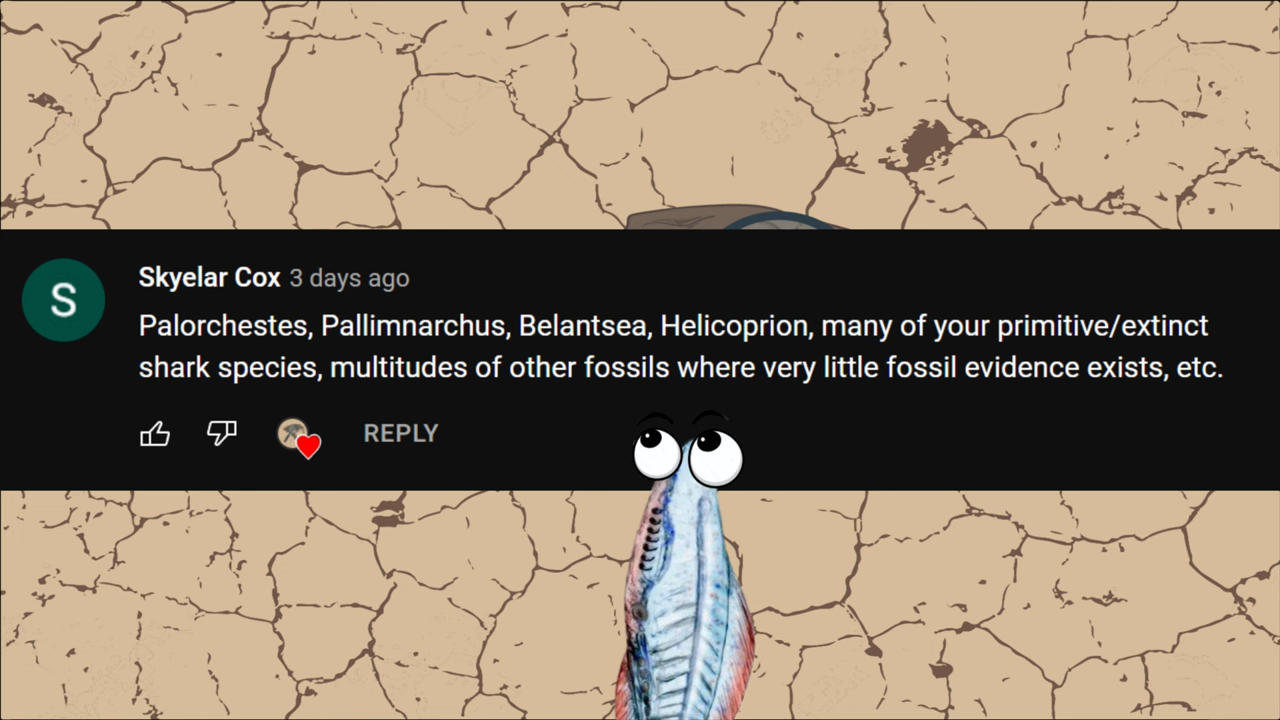 S
Skyelar Cox 3 days ago
Palorchestes, Pallimnarchus, Belantsea, Helicoprion, many of your primitive/extinct
shark species, multitudes of other fossils where very little fossil evidence exists, etc.
REPLY